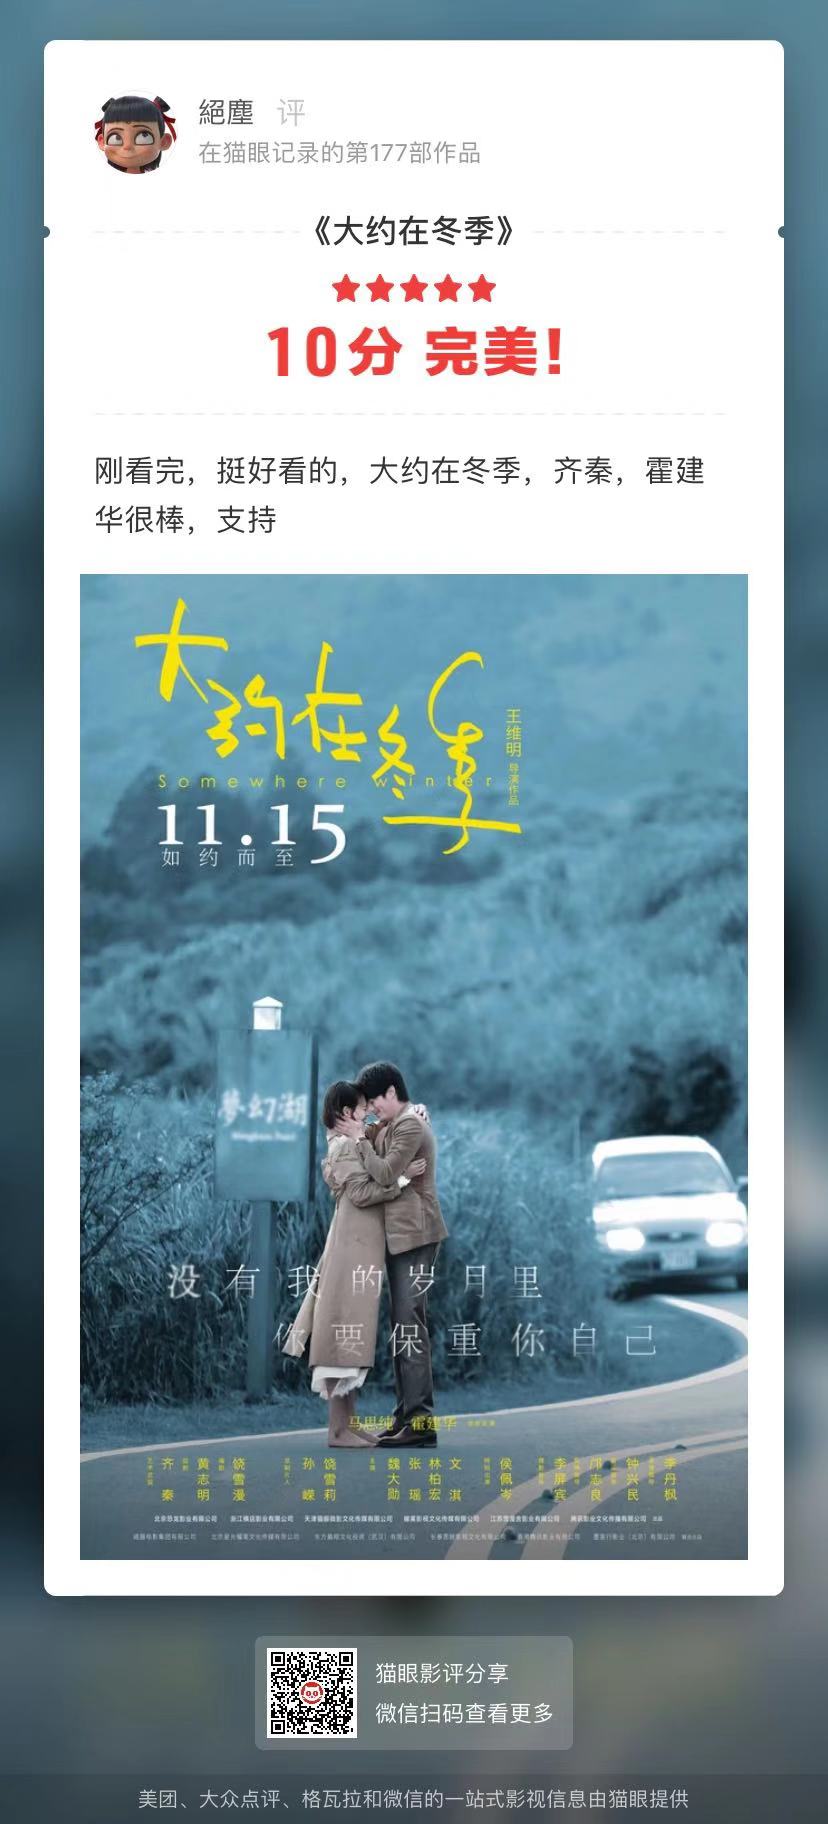 絕塵 评
在猫眼记录的第177部作品
《大约在冬季》
10分 完美!
刚看完，挺好看的，大约在冬季，齐秦，霍建
华很棒，支持
大约在冬季
王维明
导演作品
Somewhere winter
11.15
如约而至
夢幻湖
没有我的岁月里
你要保重你自己
马思纯 霍建华
齐秦
黄志明
饶雪漫
孙嵘
饶雪莉
魏大勋
张瑶
林柏宏
文淇
侯佩岑
李屏宾
邝志良
钟兴民
李丹枫
猫眼影评分享
微信扫码查看更多
美团、大众点评、格瓦拉和微信的一站式影视信息由猫眼提供